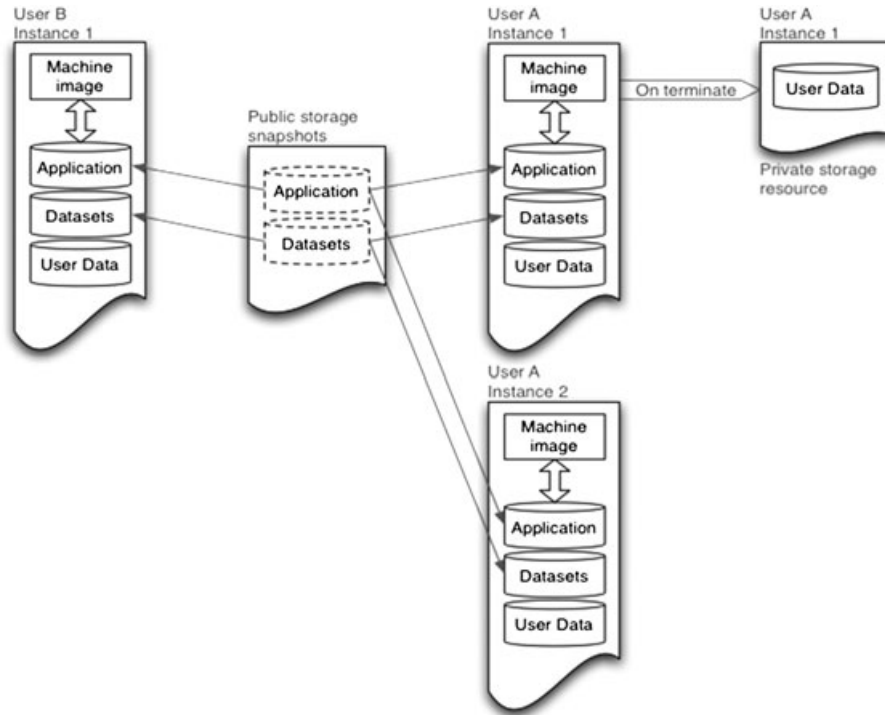 User B
Instance 1
Machine
image
Application
Datasets
User Data
Public storage
snapshots
Application
Datasets
User A
Instance 1
Machine
image
Application
Datasets
User Data
On terminate
User A
Instance 1
User Data
Private storage
resource
User A
Instance 2
Machine
image
Application
Datasets
User Data